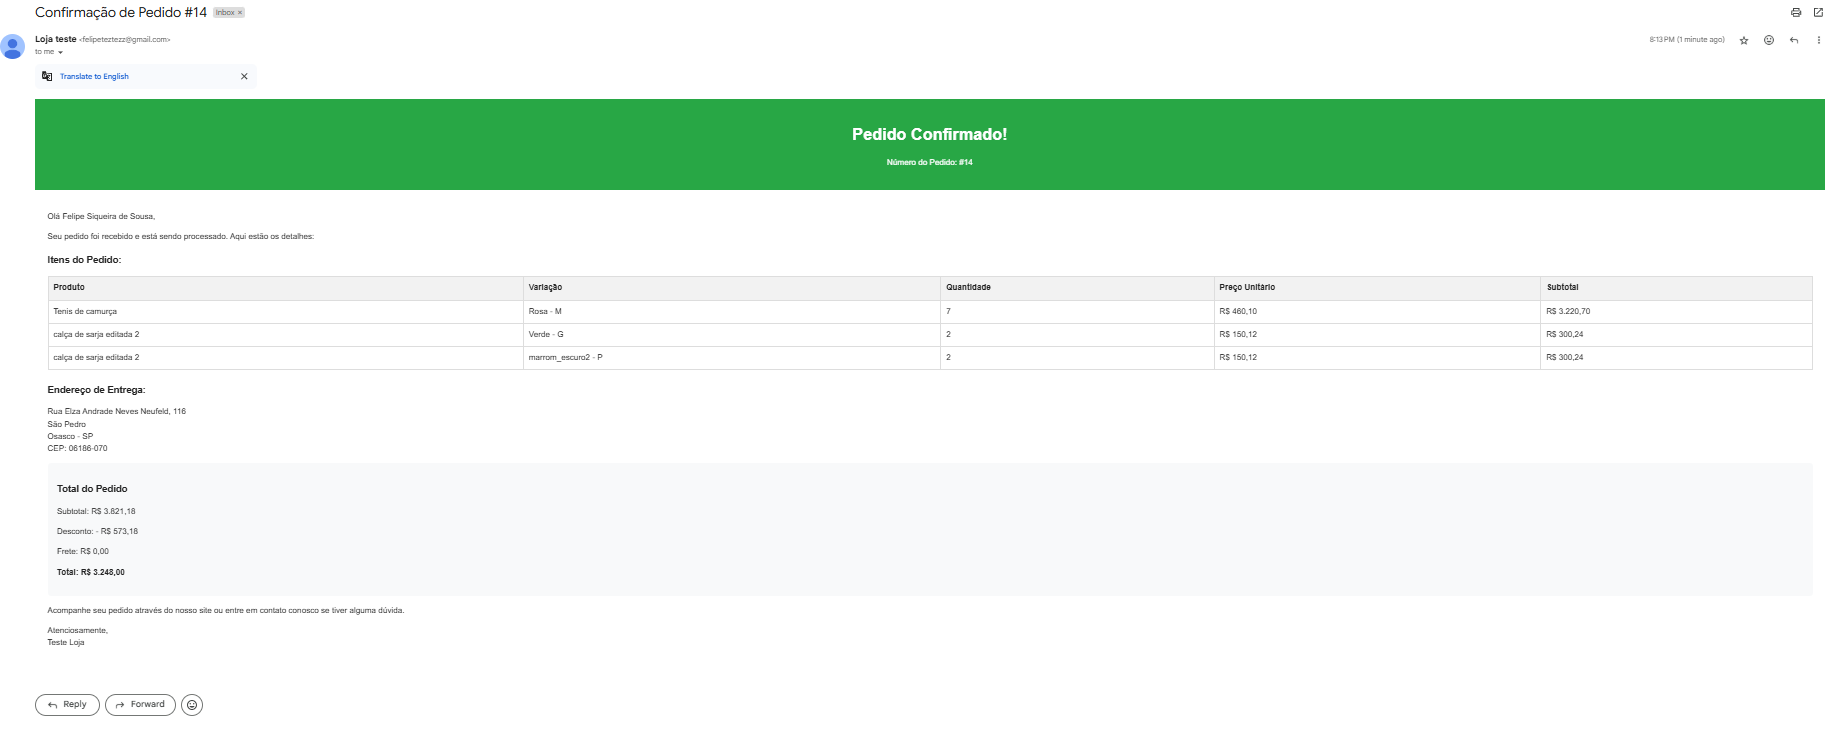 Confirmação de Pedido #14 Inbox ×
Loja teste <felipeteztezz@gmail.com>
8:13 PM (1 minute ago)
to me
Translate to English
Pedido Confirmado!
Número do Pedido: #14
Olá Felipe Siqueira de Sousa,
Seu pedido foi recebido e está sendo processado. Aqui estão os detalhes:
Itens do Pedido:
Produto Variação Quantidade Preço Unitário Subtotal
Tenis de camurça Rosa - M 7 R$ 460,10 R$ 3.220,70
calça de sarja editada 2 Verde - G 2 R$ 150,12 R$ 300,24
calça de sarja editada 2 marrom_escuro2 - P 2 R$ 150,12 R$ 300,24
Endereço de Entrega:
Rua Elza Andrade Neves Neufeld, 116
São Pedro
Osasco - SP
CEP: 06186-070
Total do Pedido
Subtotal: R$ 3.821,18
Desconto: - R$ 573,18
Frete: R$ 0,00
Total: R$ 3.248,00
Acompanhe seu pedido através do nosso site ou entre em contato conosco se tiver alguma dúvida.
Atenciosamente,
Teste Loja
Reply Forward